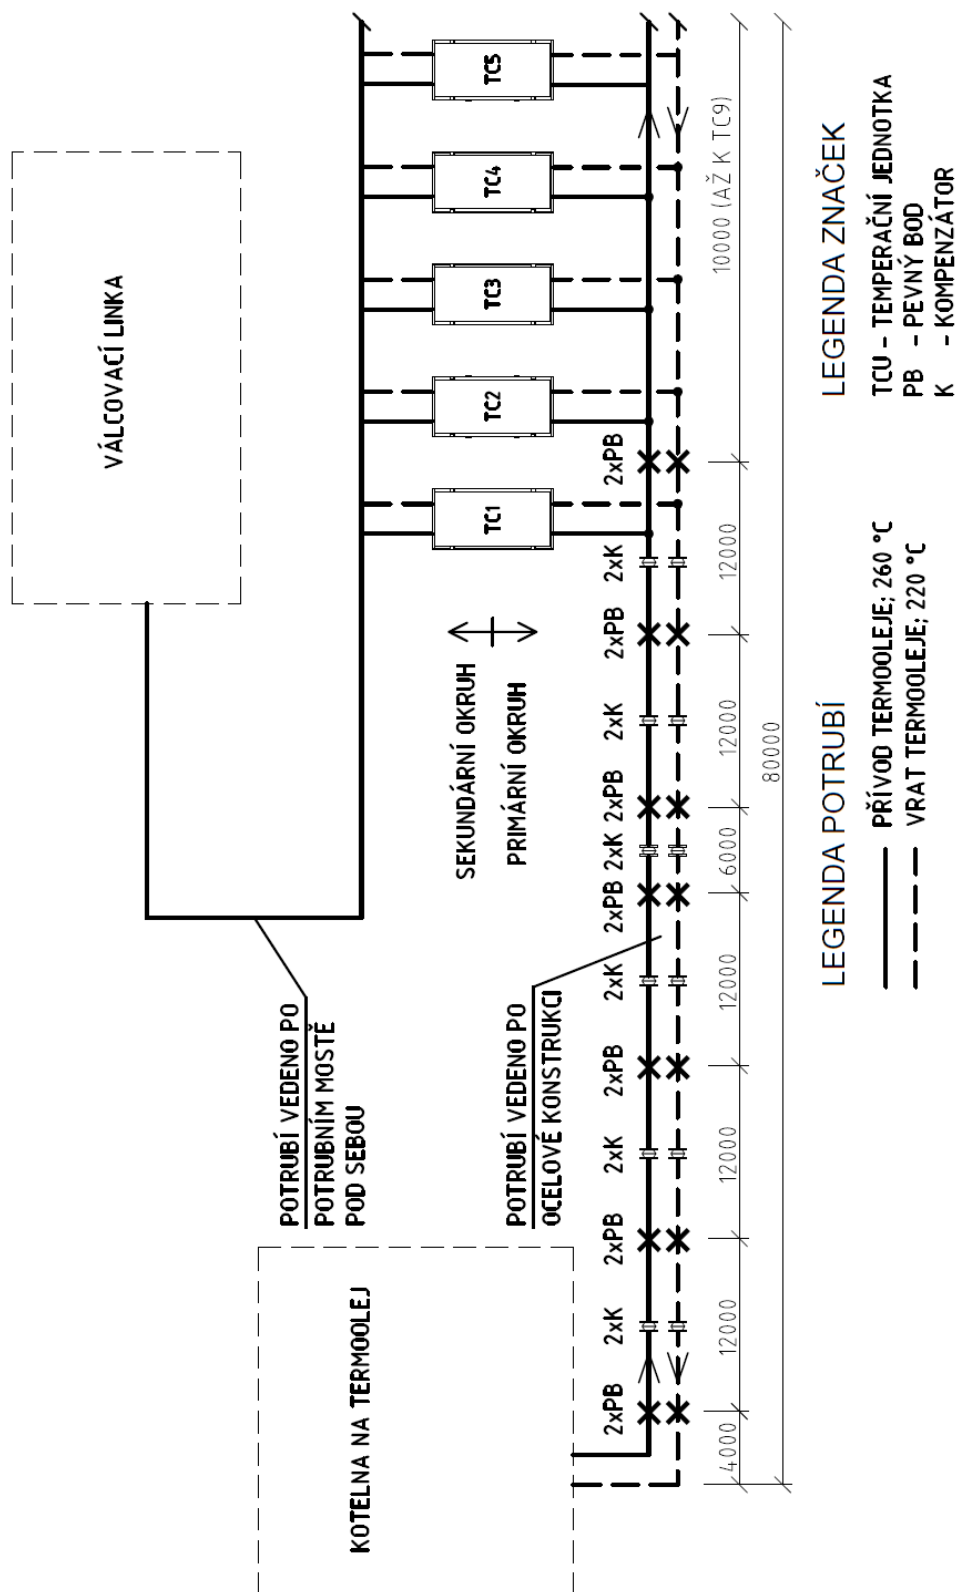 VÁLCOVACÍ LINKA
TC1
TC2
TC3
TC4
TC5
SEKUNDÁRNÍ OKRUH
PRIMÁRNÍ OKRUH
POTRUBÍ VEDENO PO
POTRUBNÍM MOSTĚ
POD SEBOU
POTRUBÍ VEDENO PO
OCELOVÉ KONSTRUKCI
KOTELNA NA TERMOOLEJ
2xPB
2xK
2xPB
2xK
2xPB
2xK
2xPB
2xK
2xPB
2xK
2xPB
2xK
2xPB
4000
12000
12000
12000
6000
12000
12000
10000 (AŽ K TC9)
80000
LEGENDA POTRUBÍ
PŘÍVOD TERMOOLEJE; 260 °C
VRAT TERMOOLEJE; 220 °C
LEGENDA ZNAČEK
TCU - TEMPERAČNÍ JEDNOTKA
PB - PEVNÝ BOD
K - KOMPENZÁTOR